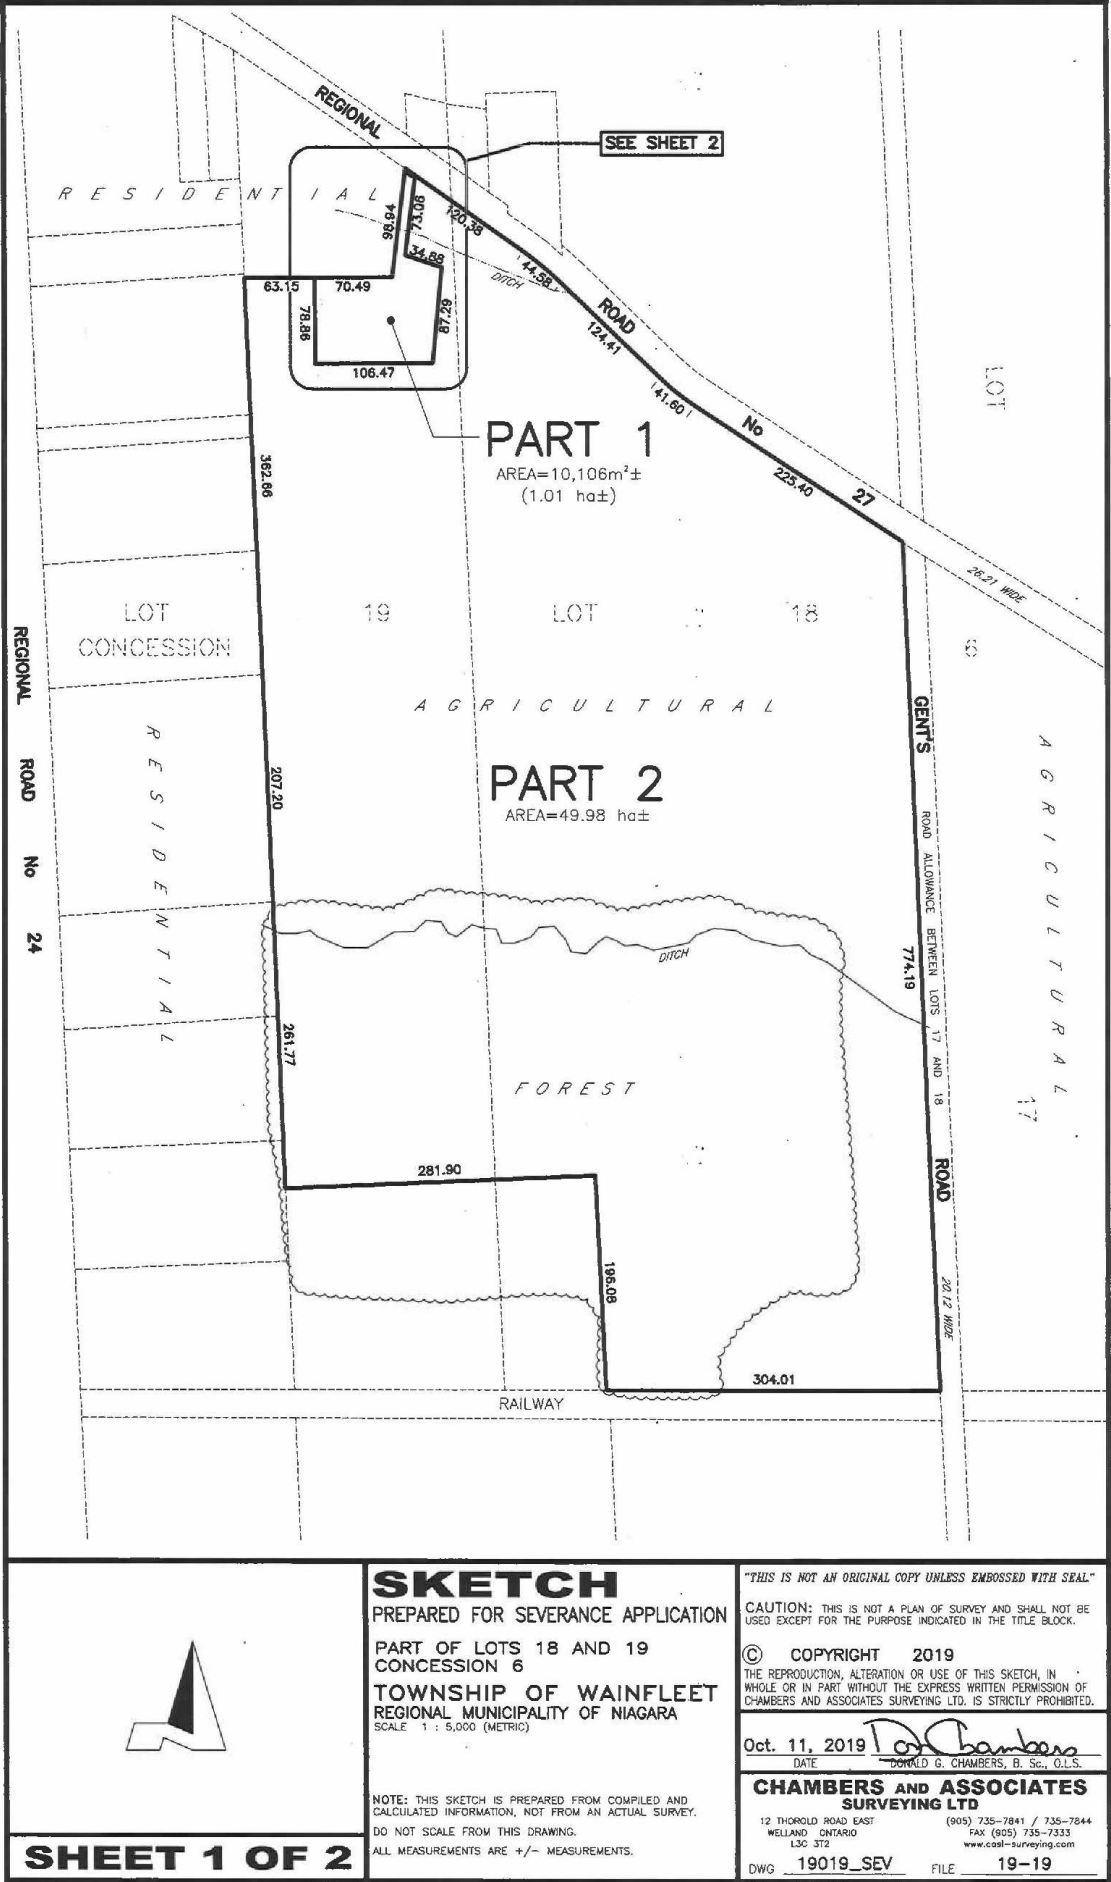 REGIONAL
SEE SHEET 2
RESIDENTIAL
98.94
73.06
120.38
34.88
44.58
DITCH
63.15
70.49
78.86
87.29
106.47
ROAD
124.41
41.60
LOT
No
PART 1
AREA=10,106m²±
(1.01 ha±)
225.40
27
362.66
26.21 WIDE
LOT 19 LOT 18
CONCESSION 6
REGIONAL ROAD No 24
AGRICULTURAL
GENT'S
RESIDENTIAL
AGRICULTURAL
207.20
PART 2
AREA=49.98 ha±
ROAD ALLOWANCE BETWEEN LOTS 17 AND 18
774.19
DITCH
261.77
FOREST
17
281.90
ROAD
196.08
20.12 WIDE
304.01
RAILWAY
SKETCH
PREPARED FOR SEVERANCE APPLICATION
PART OF LOTS 18 AND 19
CONCESSION 6
TOWNSHIP OF WAINFLEET
REGIONAL MUNICIPALITY OF NIAGARA
SCALE 1 : 5,000 (METRIC)
NOTE: THIS SKETCH IS PREPARED FROM COMPILED AND
CALCULATED INFORMATION, NOT FROM AN ACTUAL SURVEY.
DO NOT SCALE FROM THIS DRAWING.
ALL MEASUREMENTS ARE +/- MEASUREMENTS.
SHEET 1 OF 2
"THIS IS NOT AN ORIGINAL COPY UNLESS EMBOSSED WITH SEAL"
CAUTION: THIS IS NOT A PLAN OF SURVEY AND SHALL NOT BE
USED EXCEPT FOR THE PURPOSE INDICATED IN THE TITLE BLOCK.
© COPYRIGHT 2019
THE REPRODUCTION, ALTERATION OR USE OF THIS SKETCH, IN
WHOLE OR IN PART WITHOUT THE EXPRESS WRITTEN PERMISSION OF
CHAMBERS AND ASSOCIATES SURVEYING LTD. IS STRICTLY PROHIBITED.
Oct. 11, 2019 Don Chambers
DATE DONALD G. CHAMBERS, B. Sc., O.L.S.
CHAMBERS AND ASSOCIATES
SURVEYING LTD
12 THOROLD ROAD EAST (905) 735-7841 / 735-7844
WELLAND ONTARIO FAX (905) 735-7333
L3C 3T2 www.casl-surveying.com
DWG 19019_SEV FILE 19-19